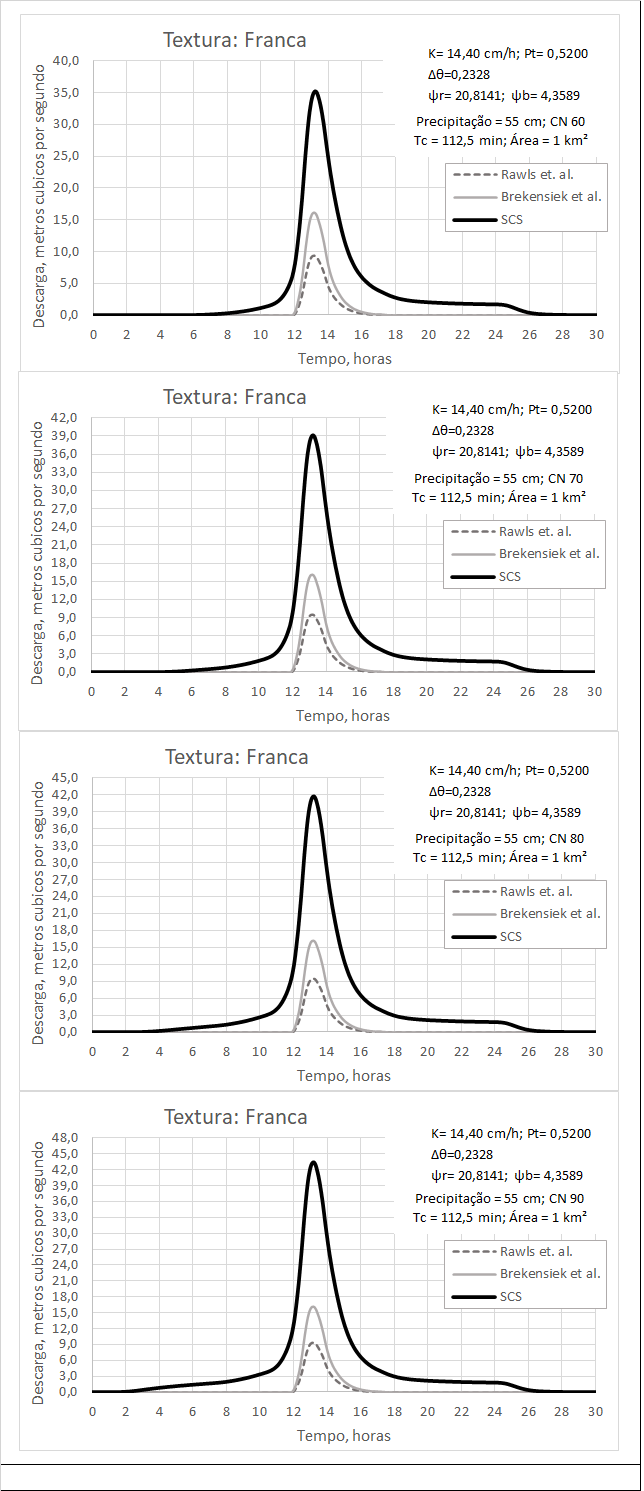 Textura: Franca
K= 14,40 cm/h; Pt= 0,5200
Δθ=0,2328
ψr= 20,8141; ψb= 4,3589
Precipitação = 55 cm; CN 60
Tc = 112,5 min; Área = 1 km²
Rawls et. al.
Brekensiek et al.
SCS
Descarga, metros cubicos por segundo
40,0
35,0
30,0
25,0
20,0
15,0
10,0
5,0
0,0
0 2 4 6 8 10 12 14 16 18 20 22 24 26 28 30
Tempo, horas
Textura: Franca
K= 14,40 cm/h; Pt= 0,5200
Δθ=0,2328
ψr= 20,8141; ψb= 4,3589
Precipitação = 55 cm; CN 70
Tc = 112,5 min; Área = 1 km²
Rawls et. al.
Brekensiek et al.
SCS
Descarga, metros cubicos por segundo
42,0
39,0
36,0
33,0
30,0
27,0
24,0
21,0
18,0
15,0
12,0
9,0
6,0
3,0
0,0
0 2 4 6 8 10 12 14 16 18 20 22 24 26 28 30
Tempo, horas
Textura: Franca
K= 14,40 cm/h; Pt= 0,5200
Δθ=0,2328
ψr= 20,8141; ψb= 4,3589
Precipitação = 55 cm; CN 80
Tc = 112,5 min; Área = 1 km²
Rawls et. al.
Brekensiek et al.
SCS
Descarga, metros cubicos por segundo
45,0
42,0
39,0
36,0
33,0
30,0
27,0
24,0
21,0
18,0
15,0
12,0
9,0
6,0
3,0
0,0
0 2 4 6 8 10 12 14 16 18 20 22 24 26 28 30
Tempo, horas
Textura: Franca
K= 14,40 cm/h; Pt= 0,5200
Δθ=0,2328
ψr= 20,8141; ψb= 4,3589
Precipitação = 55 cm; CN 90
Tc = 112,5 min; Área = 1 km²
Rawls et. al.
Brekensiek et al.
SCS
Descarga, metros cubicos por segundo
48,0
45,0
42,0
39,0
36,0
33,0
30,0
27,0
24,0
21,0
18,0
15,0
12,0
9,0
6,0
3,0
0,0
0 2 4 6 8 10 12 14 16 18 20 22 24 26 28 30
Tempo, horas